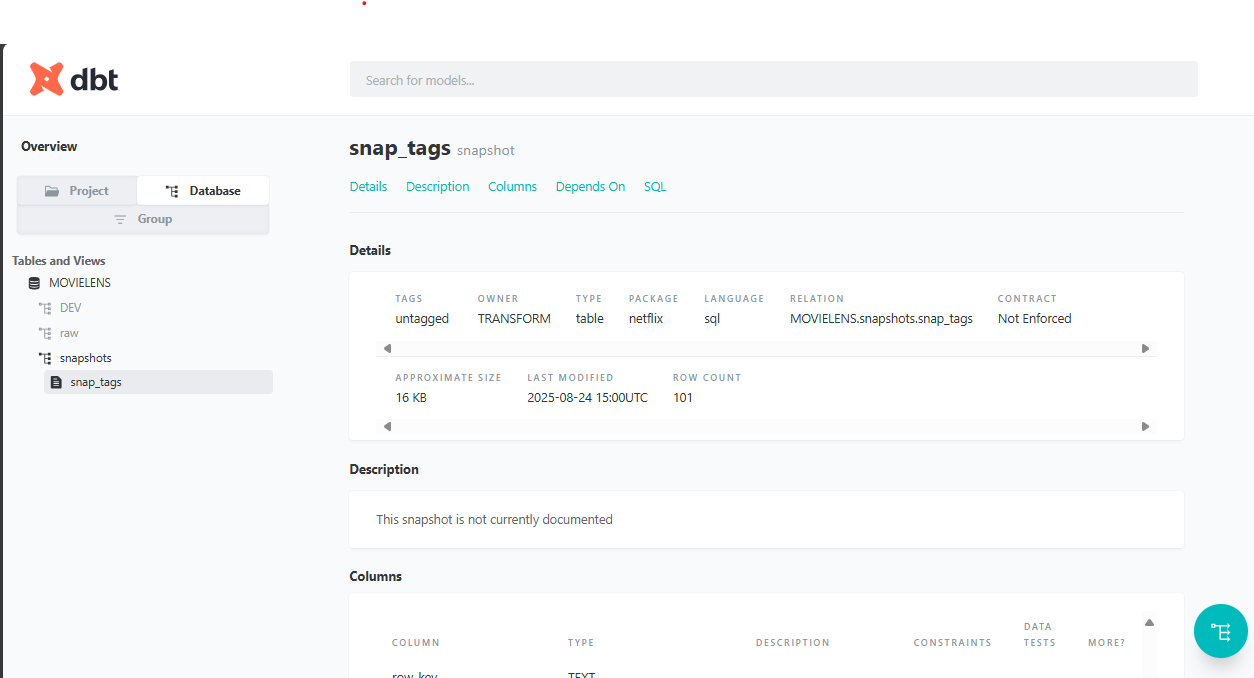 dbt
Search for models...
Overview
Project
Database
Group
Tables and Views
MOVIELENS
DEV
raw
snapshots
snap_tags
snap_tags snapshot
Details Description Columns Depends On SQL
Details
TAGS OWNER TYPE PACKAGE LANGUAGE RELATION CONTRACT
untagged TRANSFORM table netflix sql MOVIELENS.snapshots.snap_tags Not Enforced
APPROXIMATE SIZE LAST MODIFIED ROW COUNT
16 KB 2025-08-24 15:00UTC 101
Description
This snapshot is not currently documented
Columns
COLUMN TYPE DESCRIPTION CONSTRAINTS DATA TESTS MORE?
row_key TEXT